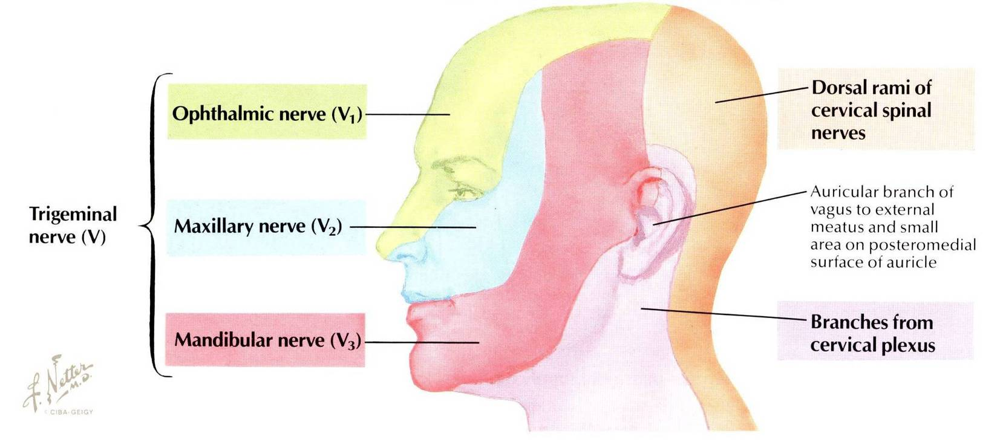 Ophthalmic nerve (V₁)
Trigeminal
nerve (V)
Maxillary nerve (V₂)
Mandibular nerve (V₃)
Dorsal rami of
cervical spinal
nerves
Auricular branch of
vagus to external
meatus and small
area on posteromedial
surface of auricle
Branches from
cervical plexus
F. Netter
M.D.
© CIBA-GEIGY